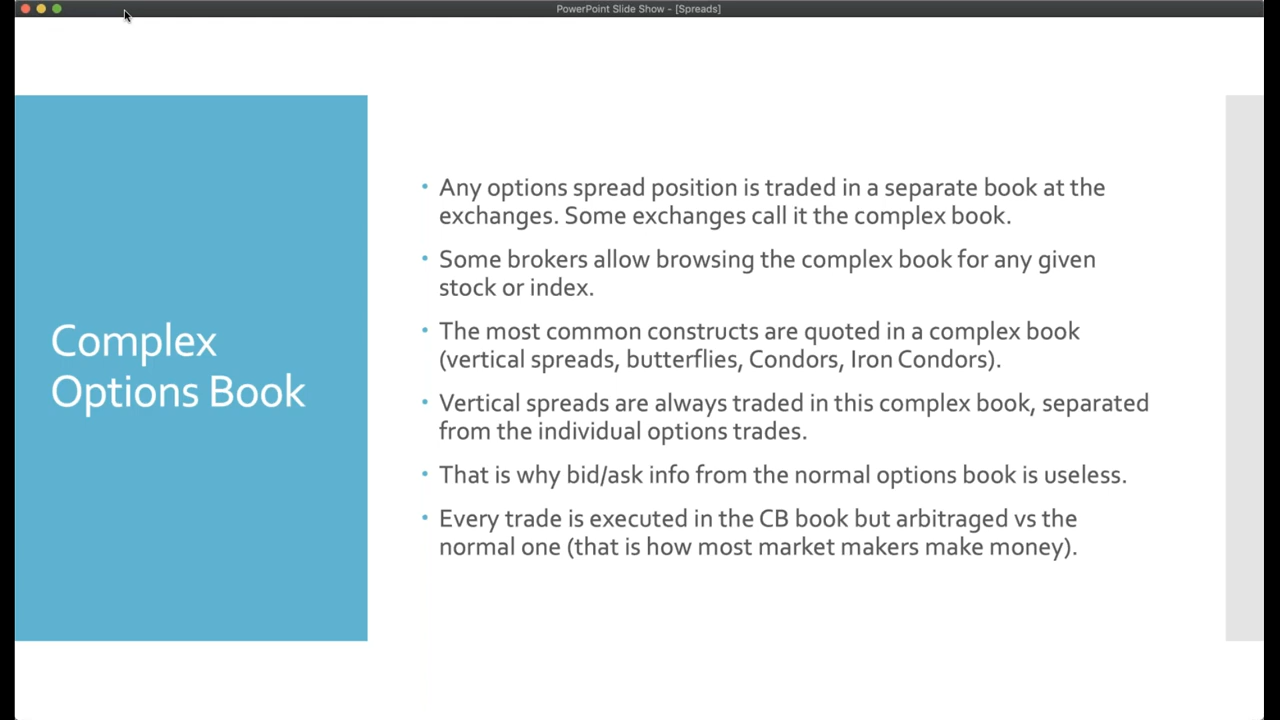 PowerPoint Slide Show - [Spreads]
Complex
Options Book
• Any options spread position is traded in a separate book at the
exchanges. Some exchanges call it the complex book.
• Some brokers allow browsing the complex book for any given
stock or index.
• The most common constructs are quoted in a complex book
(vertical spreads, butterflies, Condors, Iron Condors).
• Vertical spreads are always traded in this complex book, separated
from the individual options trades.
• That is why bid/ask info from the normal options book is useless.
• Every trade is executed in the CB book but arbitraged vs the
normal one (that is how most market makers make money).